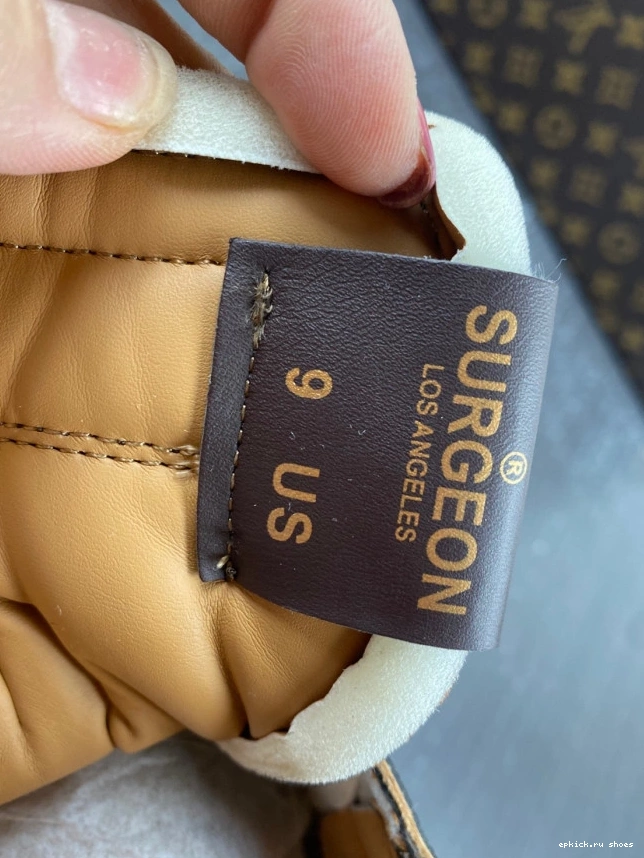 SURGEON®
LOS ANGELES
9 US
epkick.ru shoes